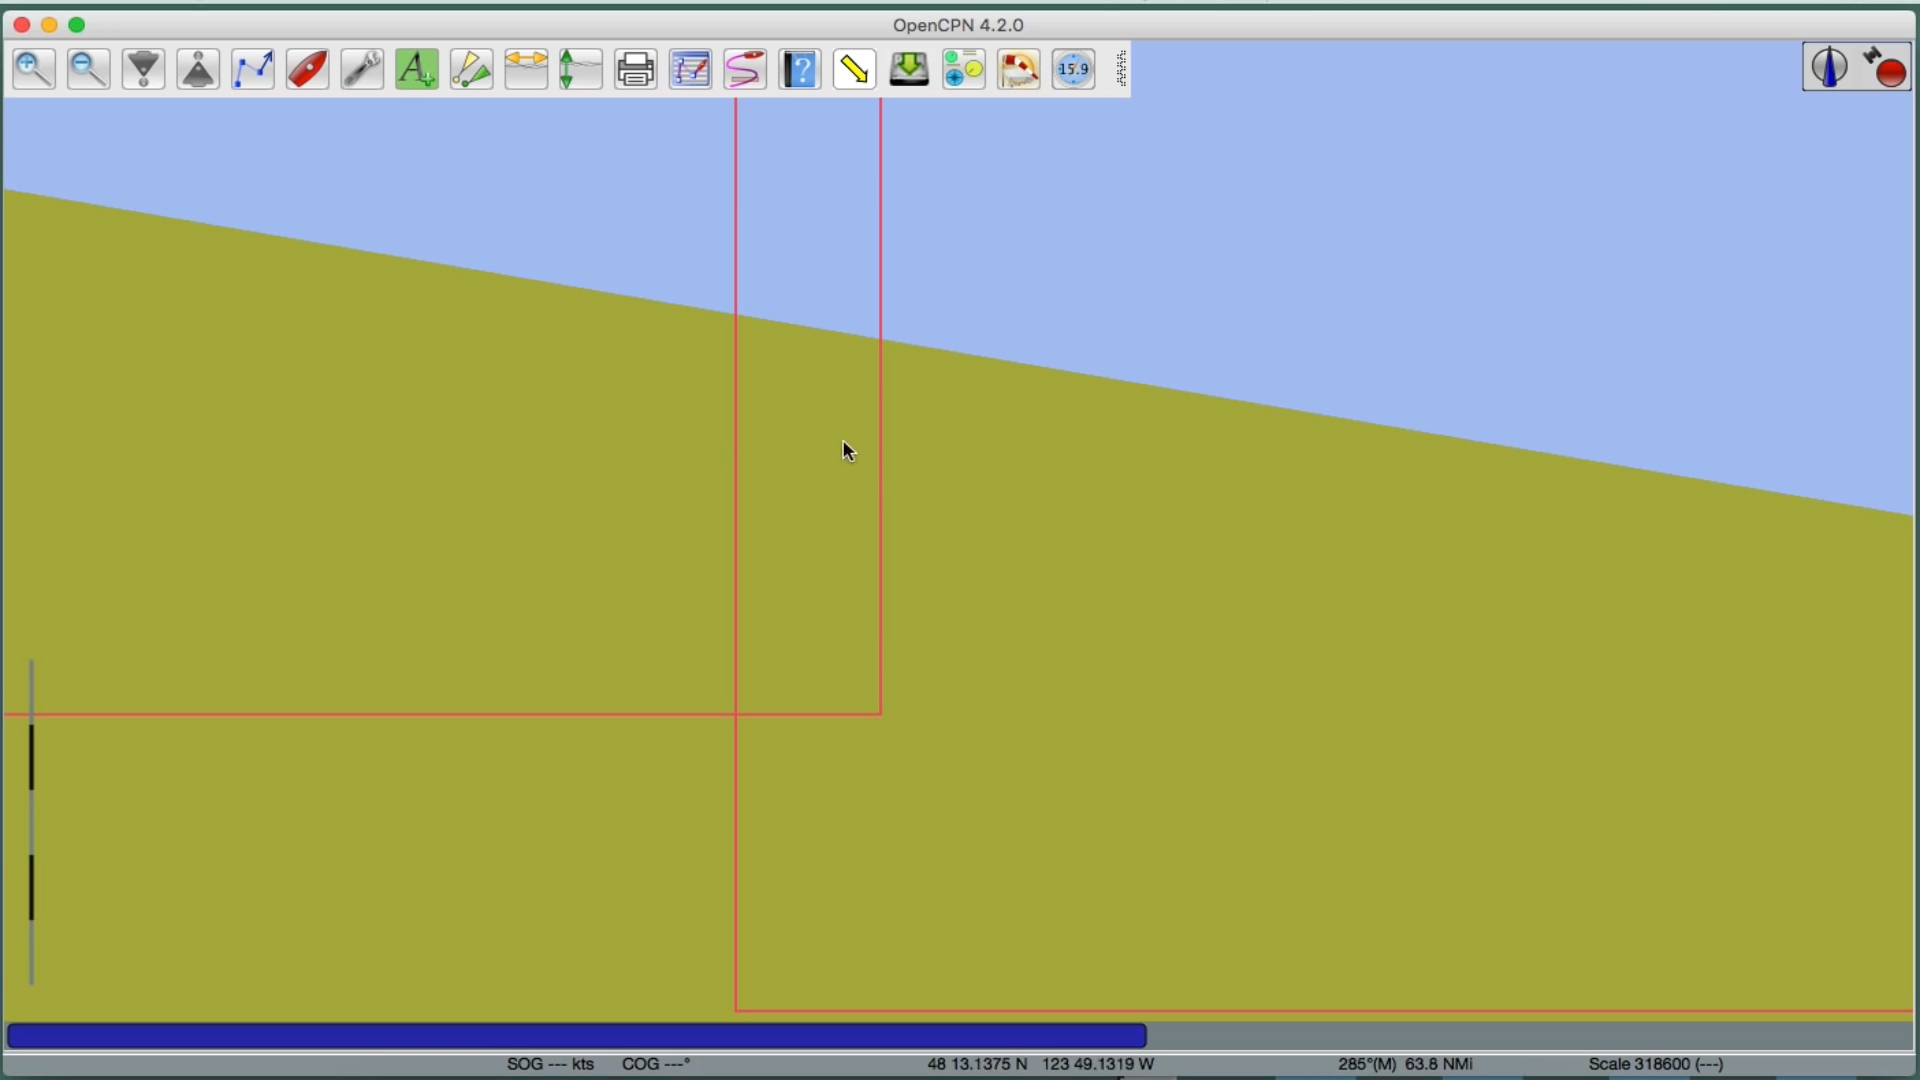 OpenCPN 4.2.0
A
?
15.9
SOG --- kts COG ---° 48 13.1375 N 123 49.1319 W 285°(M) 63.8 NMi Scale 318600 (---)